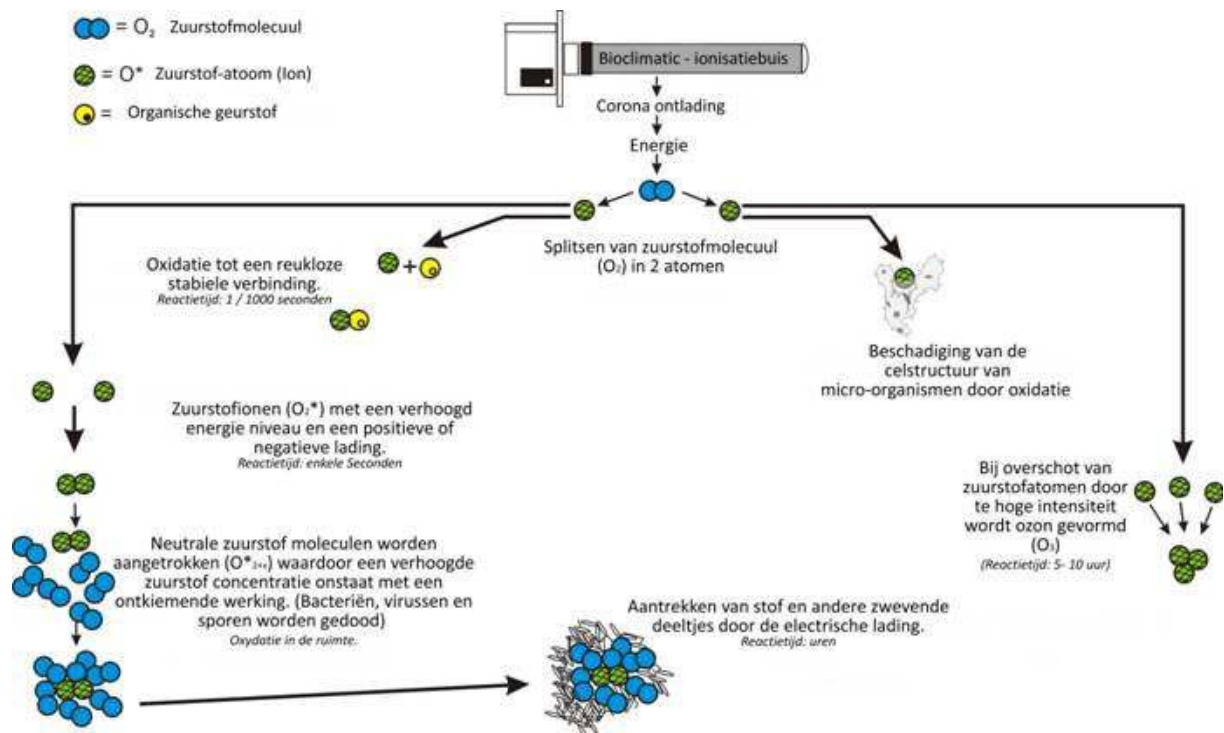 = O₂ Zuurstofmolecuul
= O* Zuurstof-atoom (Ion)
= Organische geurstof
Bioclimatic - ionisatiebuis
Corona ontlading
Energie
Splitsen van zuurstofmolecuul
(O₂) in 2 atomen
Oxidatie tot een reukloze
stabiele verbinding.
Reactietijd: 1 / 1000 seconden
+
Beschadiging van de
celstructuur van
micro-organismen door oxidatie
Zuurstofionen (O₂*) met een verhoogd
energie niveau en een positieve of
negatieve lading.
Reactietijd: enkele Seconden
Bij overschot van
zuurstofatomen door
te hoge intensiteit
wordt ozon gevormd
(O₃)
(Reactietijd: 5- 10 uur)
Neutrale zuurstof moleculen worden
aangetrokken waardoor een verhoogde
zuurstof concentratie onstaat met een
ontkiemende werking. (Bacteriën, virussen en
sporen worden gedood)
Oxydatie in de ruimte.
Aantrekken van stof en andere zwevende
deeltjes door de electrische lading.
Reactietijd: uren